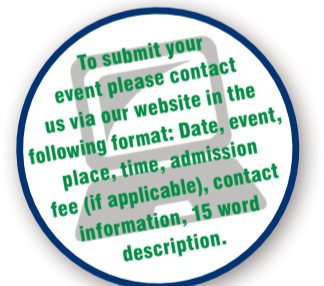 To submit your
event please contact
us via our website in the
following format: Date, event,
place, time, admission
fee (if applicable), contact
information, 15 word
description.